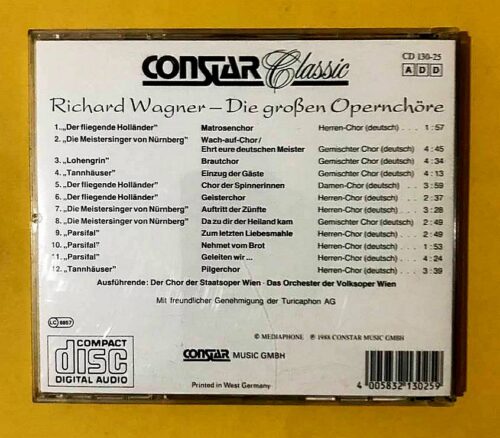 CONSTAR Classic
CD 130-25
A D D
Richard Wagner – Die großen Opernchöre
1. „Der fliegende Holländer” Matrosenchor Herren-Chor (deutsch) . . . 1:57
2. „Die Meistersinger von Nürnberg” Wach-auf-Chor/
Ehrt eure deutschen Meister Gemischter Chor (deutsch) 4:45
3. „Lohengrin” Brautchor Gemischter Chor (deutsch) 4:34
4. „Tannhäuser” Einzug der Gäste Gemischter Chor (deutsch) 4:13
5. „Der fliegende Holländer” Chor der Spinnerinnen Damen-Chor (deutsch) . . . 3:59
6. „Der fliegende Holländer” Geisterchor Herren-Chor (deutsch) . . . 2:37
7. „Die Meistersinger von Nürnberg” Auftritt der Zünfte Herren-Chor (deutsch) . . . 3:28
8. „Die Meistersinger von Nürnberg” Da zu dir der Heiland kam Gemischter Chor (deutsch) 2:49
9. „Parsifal” Zum letzten Liebesmahle Herren-Chor (deutsch) . . . 2:49
10. „Parsifal” Nehmet vom Brot Herren-Chor (deutsch) . . . 1:53
11. „Parsifal” Geleiten wir ... Herren-Chor (deutsch) . . . 4:24
12. „Tannhäuser” Pilgerchor Herren-Chor (deutsch) . . . 3:39
Ausführende: Der Chor der Staatsoper Wien · Das Orchester der Volksoper Wien
Mit freundlicher Genehmigung der Turicaphon AG
LC 8857
© MEDIAPHONE ℗ 1988 CONSTAR MUSIC GMBH
COMPACT
disc
DIGITAL AUDIO
CONSTAR MUSIC GMBH
Printed in West Germany
4 005832 130259